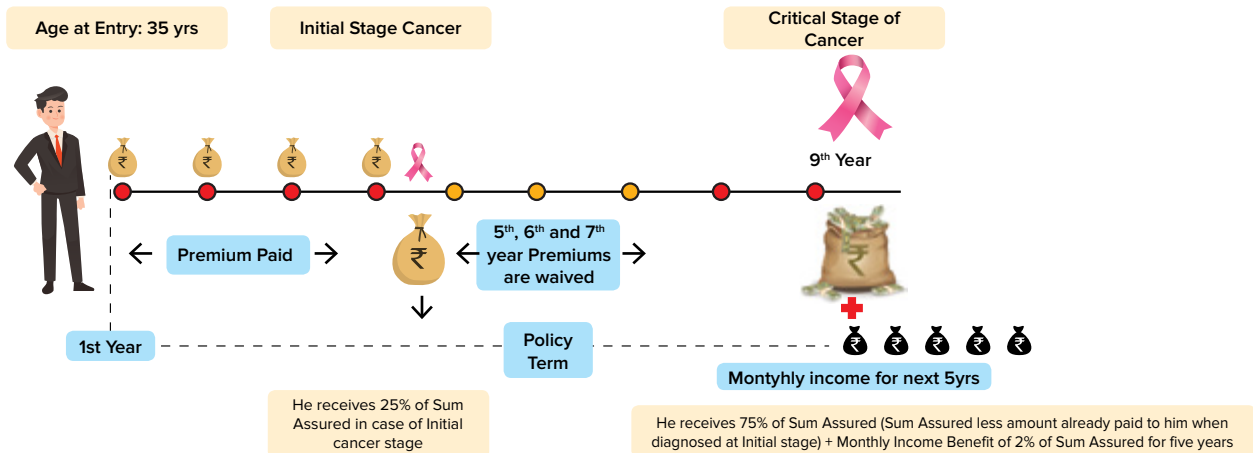 Age at Entry: 35 yrs
Initial Stage Cancer
Critical Stage of
Cancer
₹
₹
₹
₹
9th Year
Premium Paid
₹
5th, 6th and 7th
year Premiums
are waived
₹
1st Year
Policy
Term
₹ ₹ ₹ ₹ ₹
Montyhly income for next 5yrs
He receives 25% of Sum
Assured in case of Initial
cancer stage
He receives 75% of Sum Assured (Sum Assured less amount already paid to him when
diagnosed at Initial stage) + Monthly Income Benefit of 2% of Sum Assured for five years